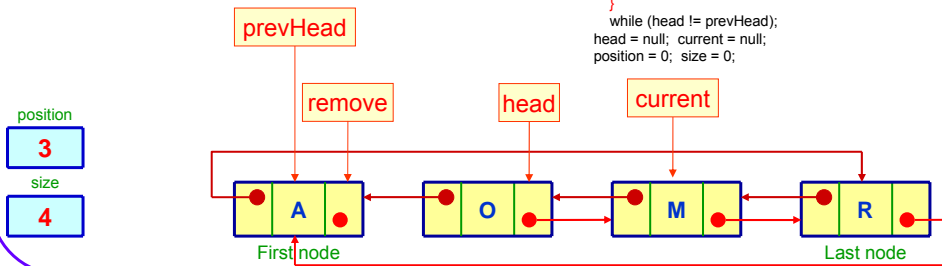 }
while (head != prevHead);
head = null; current = null;
position = 0; size = 0;
prevHead
remove
head
current
position
3
size
4
A
O
M
R
First node
Last node